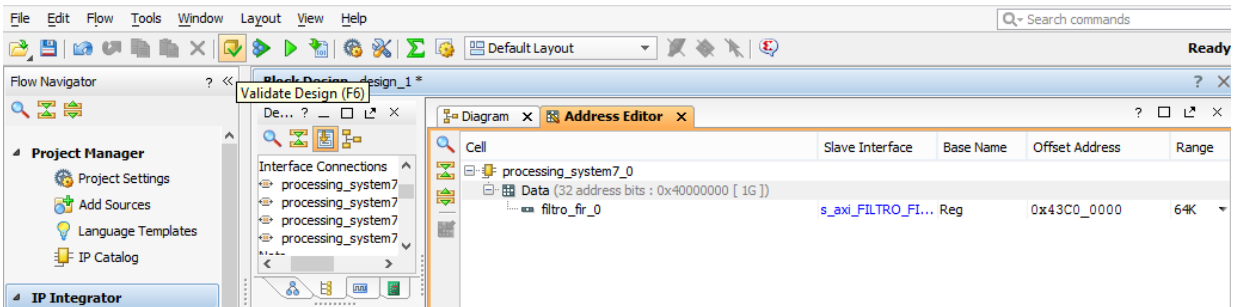 File Edit Flow Tools Window Layout View Help
Search commands
Default Layout
Ready
Flow Navigator ? «
Block Design design_1 *
? X
Validate Design (F6)
De... ?
Diagram X Address Editor X
?
Cell Slave Interface Base Name Offset Address Range
Project Manager
Project Settings
Add Sources
Language Templates
IP Catalog
IP Integrator
Interface Connections
processing_system7
processing_system7
processing_system7
processing_system7
processing_system7_0
Data (32 address bits : 0x40000000 [ 1G ])
filtro_fir_0 s_axi_FILTRO_FI... Reg 0x43C0_0000 64K